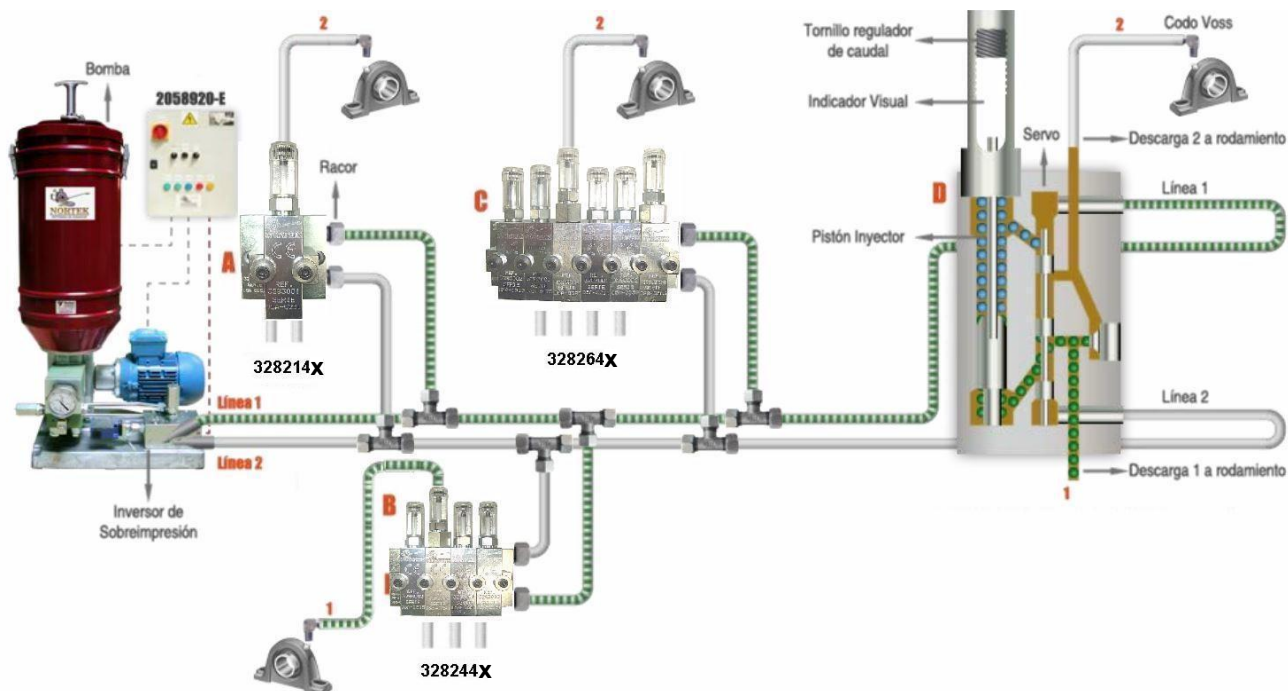 2
2
Tornillo regulador
de caudal
2
Codo Voss
Bomba
2058920-E
Indicador Visual
Servo
Descarga 2 a rodamiento
Racor
NORTEK
C
D
Línea 1
A
Pistón Inyector
REF.
SERIE
328214X
328264X
Línea 1
Línea 2
Línea 2
Descarga 1 a rodamiento
1
Inversor de
Sobreimpresión
B
1
328244X